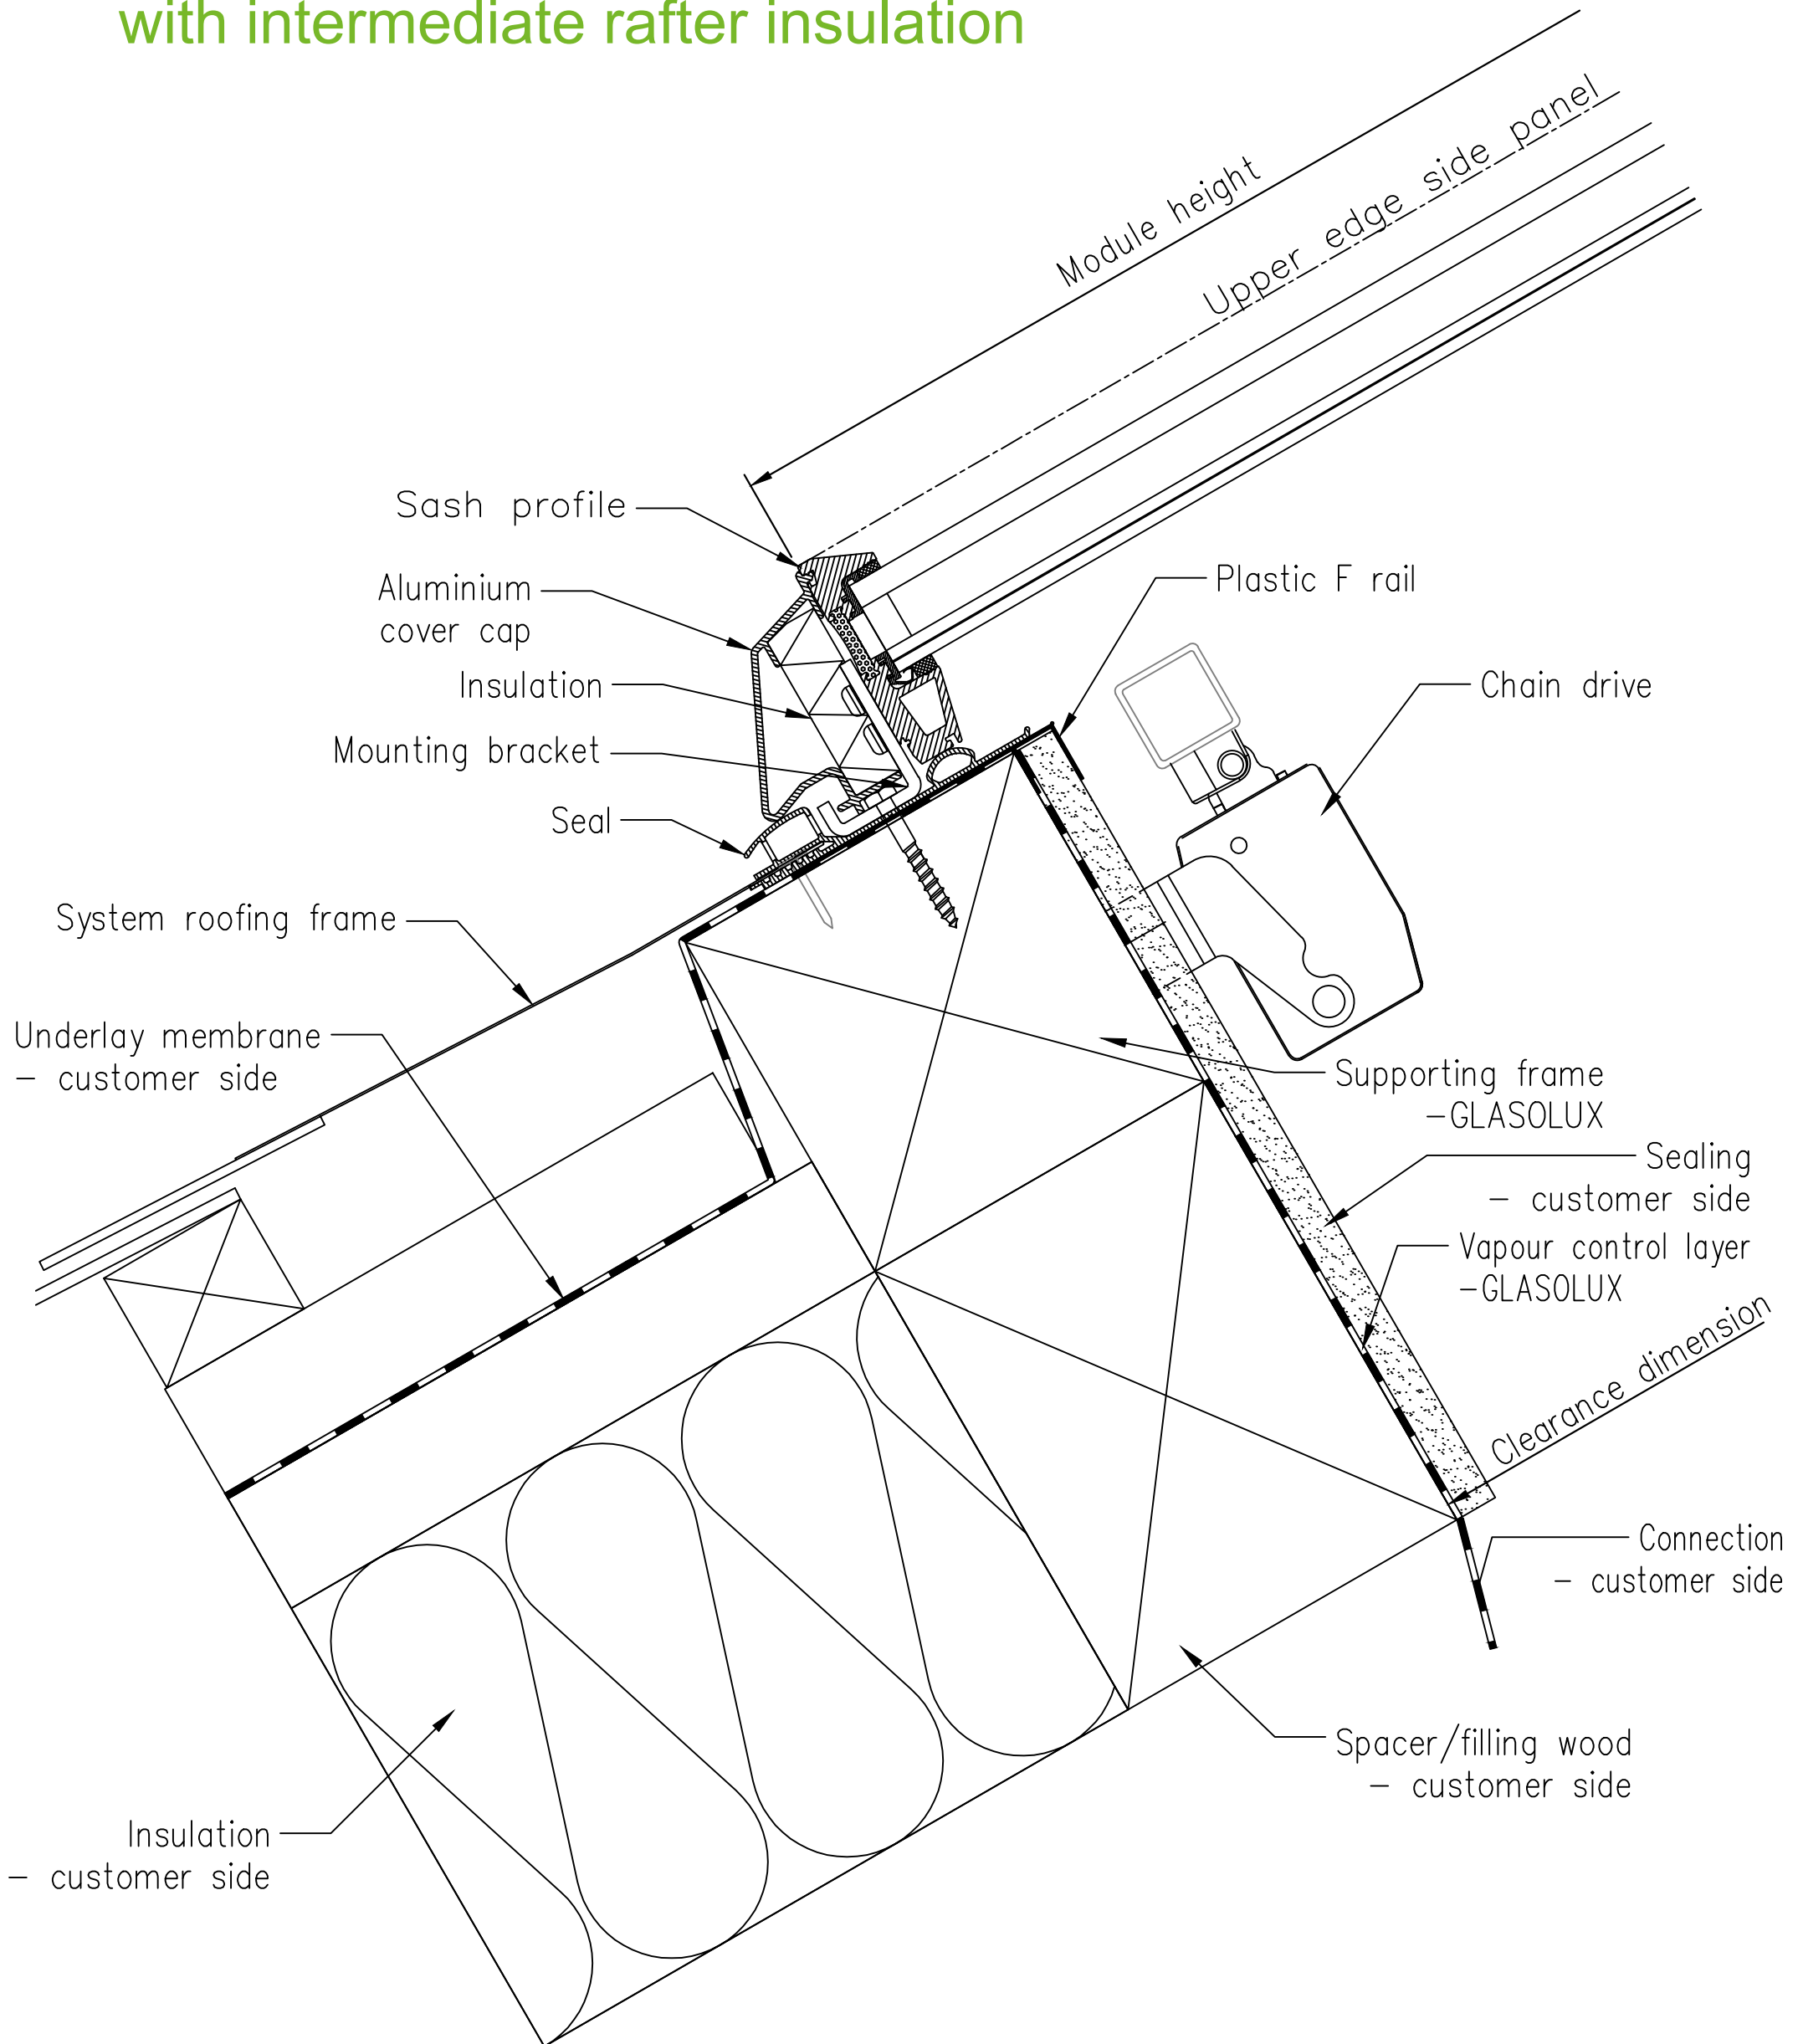 with intermediate rafter insulation
Module height
Upper edge side panel
Sash profile
Aluminium
cover cap
Plastic F rail
Insulation
Chain drive
Mounting bracket
Seal
System roofing frame
Underlay membrane
- customer side
Supporting frame
-GLASOLUX
Sealing
- customer side
Vapour control layer
-GLASOLUX
Clearance dimension
Connection
- customer side
Spacer/filling wood
- customer side
Insulation
- customer side